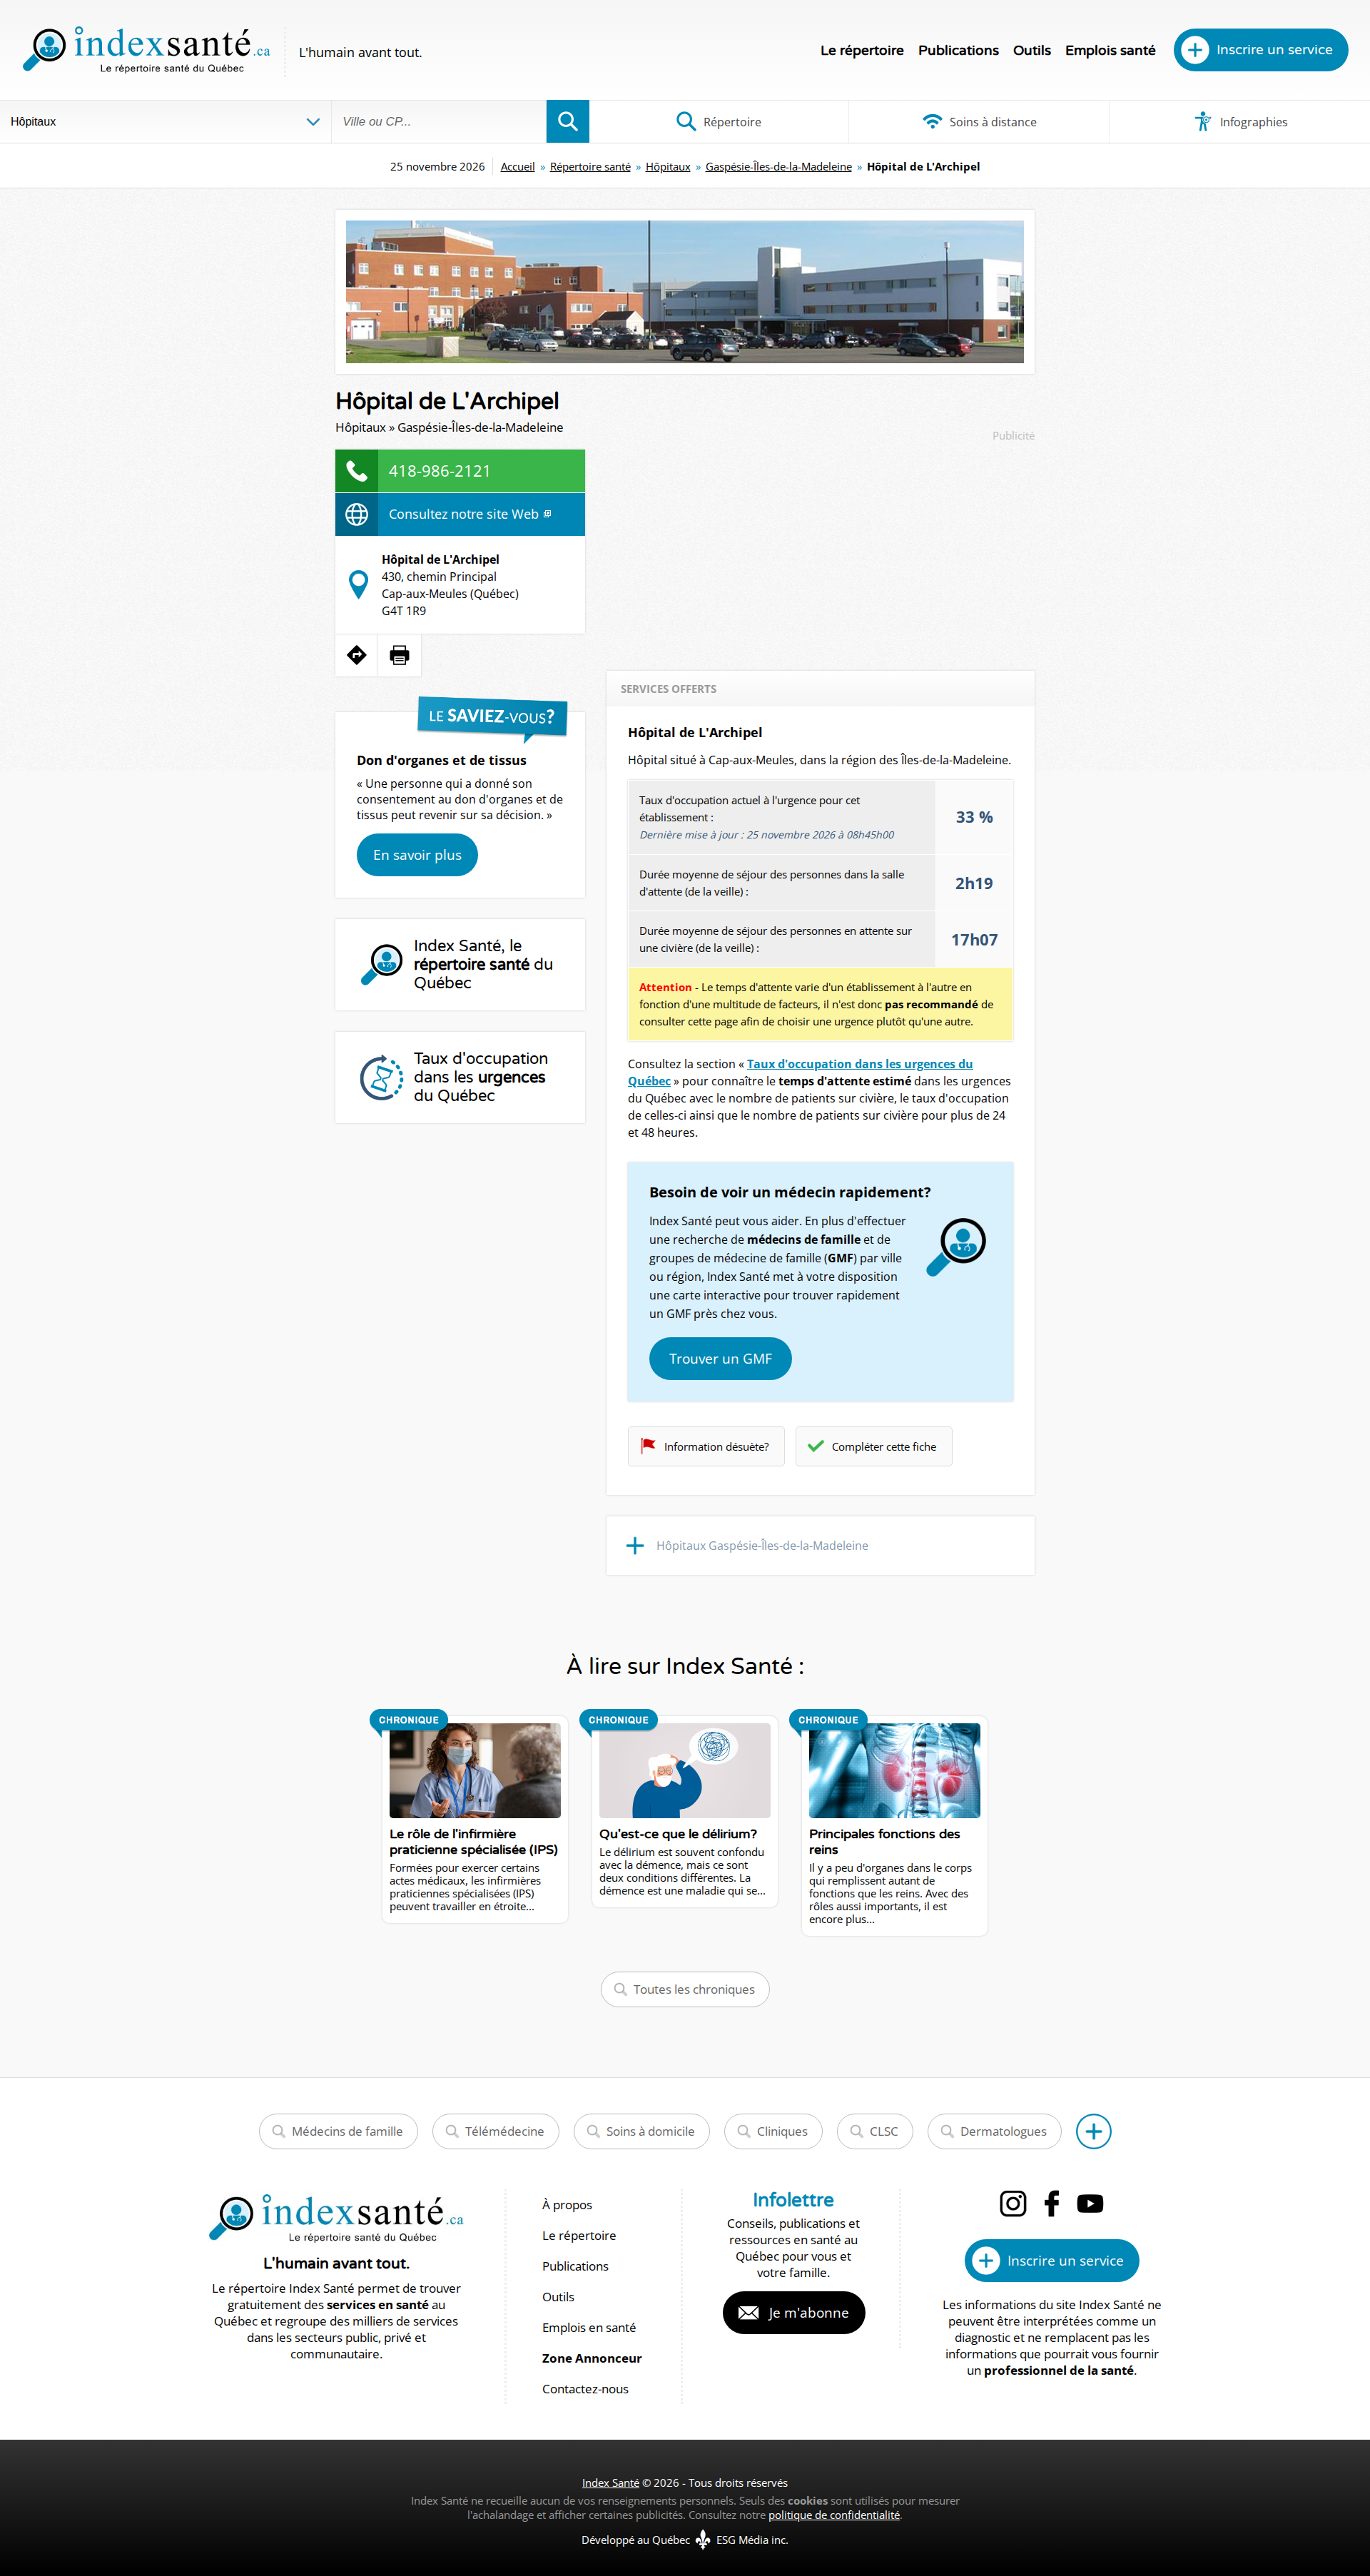 indexsanté.ca
Le répertoire santé du Québec
L'humain avant tout.
Le répertoire
Publications
Outils
Emplois santé
Inscrire un service
Hôpitaux
Ville ou CP...
Répertoire
Soins à distance
Infographies
25 novembre 2026 Accueil » Répertoire santé » Hôpitaux » Gaspésie-Îles-de-la-Madeleine » Hôpital de L'Archipel
Hôpital de L'Archipel
Hôpitaux » Gaspésie-Îles-de-la-Madeleine
Publicité
418-986-2121
Consultez notre site Web
Hôpital de L'Archipel
430, chemin Principal
Cap-aux-Meules (Québec)
G4T 1R9
LE SAVIEZ-VOUS?
Don d'organes et de tissus
« Une personne qui a donné son
consentement au don d'organes et de
tissus peut revenir sur sa décision. »
En savoir plus
Index Santé, le
répertoire santé du
Québec
Taux d'occupation
dans les urgences
du Québec
SERVICES OFFERTS
Hôpital de L'Archipel
Hôpital situé à Cap-aux-Meules, dans la région des Îles-de-la-Madeleine.
Taux d'occupation actuel à l'urgence pour cet
établissement :
Dernière mise à jour : 25 novembre 2026 à 08h45h00
33 %
Durée moyenne de séjour des personnes dans la salle
d'attente (de la veille) :
2h19
Durée moyenne de séjour des personnes en attente sur
une civière (de la veille) :
17h07
Attention - Le temps d'attente varie d'un établissement à l'autre en
fonction d'une multitude de facteurs, il n'est donc pas recommandé de
consulter cette page afin de choisir une urgence plutôt qu'une autre.
Consultez la section « Taux d'occupation dans les urgences du
Québec » pour connaître le temps d'attente estimé dans les urgences
du Québec avec le nombre de patients sur civière, le taux d'occupation
de celles-ci ainsi que le nombre de patients sur civière pour plus de 24
et 48 heures.
Besoin de voir un médecin rapidement?
Index Santé peut vous aider. En plus d'effectuer
une recherche de médecins de famille et de
groupes de médecine de famille (GMF) par ville
ou région, Index Santé met à votre disposition
une carte interactive pour trouver rapidement
un GMF près chez vous.
Trouver un GMF
Information désuète?
Compléter cette fiche
Hôpitaux Gaspésie-Îles-de-la-Madeleine
À lire sur Index Santé :
CHRONIQUE
Le rôle de l'infirmière
praticienne spécialisée (IPS)
Formées pour exercer certains
actes médicaux, les infirmières
praticiennes spécialisées (IPS)
peuvent travailler en étroite...
CHRONIQUE
Qu'est-ce que le délirium?
Le délirium est souvent confondu
avec la démence, mais ce sont
deux conditions différentes. La
démence est une maladie qui se...
CHRONIQUE
Principales fonctions des
reins
Il y a peu d'organes dans le corps
qui remplissent autant de
fonctions que les reins. Avec des
rôles aussi importants, il est
encore plus...
Toutes les chroniques
Médecins de famille
Télémédecine
Soins à domicile
Cliniques
CLSC
Dermatologues
indexsanté.ca
Le répertoire santé du Québec
L'humain avant tout.
Le répertoire Index Santé permet de trouver
gratuitement des services en santé au
Québec et regroupe des milliers de services
dans les secteurs public, privé et
communautaire.
À propos
Le répertoire
Publications
Outils
Emplois en santé
Zone Annonceur
Contactez-nous
Infolettre
Conseils, publications et
ressources en santé au
Québec pour vous et
votre famille.
Je m'abonne
Inscrire un service
Les informations du site Index Santé ne
peuvent être interprétées comme un
diagnostic et ne remplacent pas les
informations que pourrait vous fournir
un professionnel de la santé.
Index Santé © 2026 - Tous droits réservés
Index Santé ne recueille aucun de vos renseignements personnels. Seuls des cookies sont utilisés pour mesurer
l'achalandage et afficher certaines publicités. Consultez notre politique de confidentialité.
Développé au Québec ESG Média inc.